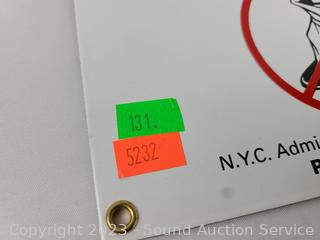 131.
5232
N.Y.C. Admi
Copyright 2023 Sound Auction Service